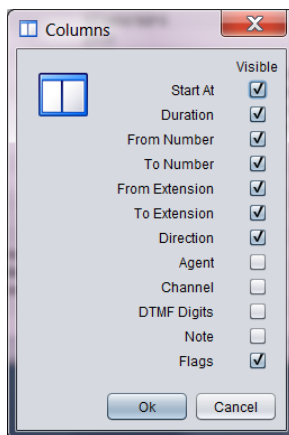 Columns
Visible
Start At
Duration
From Number
To Number
From Extension
To Extension
Direction
Agent
Channel
DTMF Digits
Note
Flags
Ok Cancel